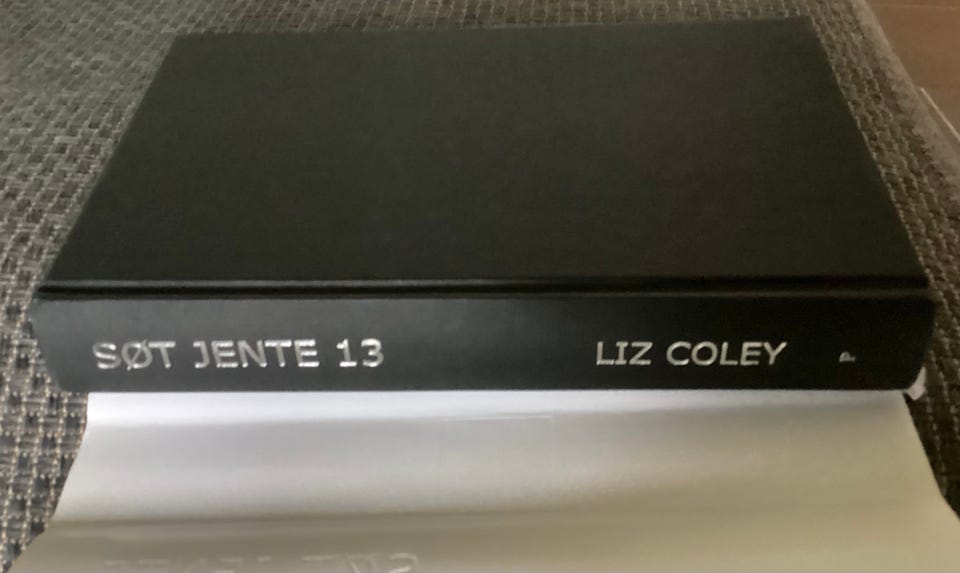 SØT JENTE 13 LIZ COLEY P